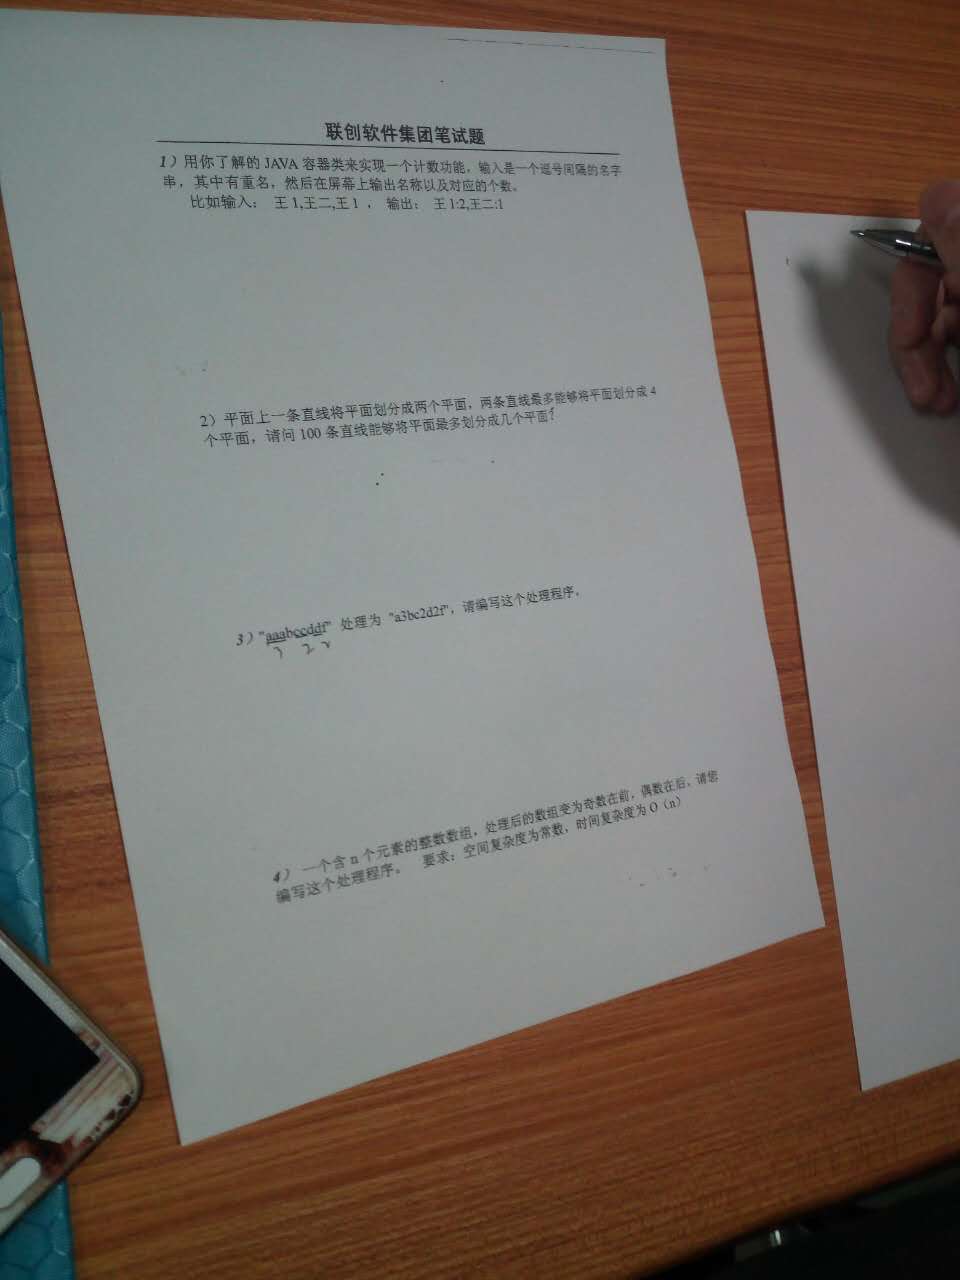 联创软件集团笔试题
1）用你了解的 JAVA 容器类来实现一个计数功能，输入是一个逗号间隔的名字
串，其中有重名，然后在屏幕上输出名称以及对应的个数。
比如输入： 王 1,王二,王 1 ， 输出： 王 1:2,王二:1
2）平面上一条直线将平面划分成两个平面，两条直线最多能够将平面划分成 4
个平面，请问 100 条直线能够将平面最多划分成几个平面？
3）"aaabccddf" 处理为 "a3bc2d2f"，请编写这个处理程序。
3 2 2
4） 一个含 n 个元素的整数数组，处理后的数组变为奇数在前，偶数在后，请您
编写这个处理程序。 要求：空间复杂度为常数，时间复杂度为 O（n）